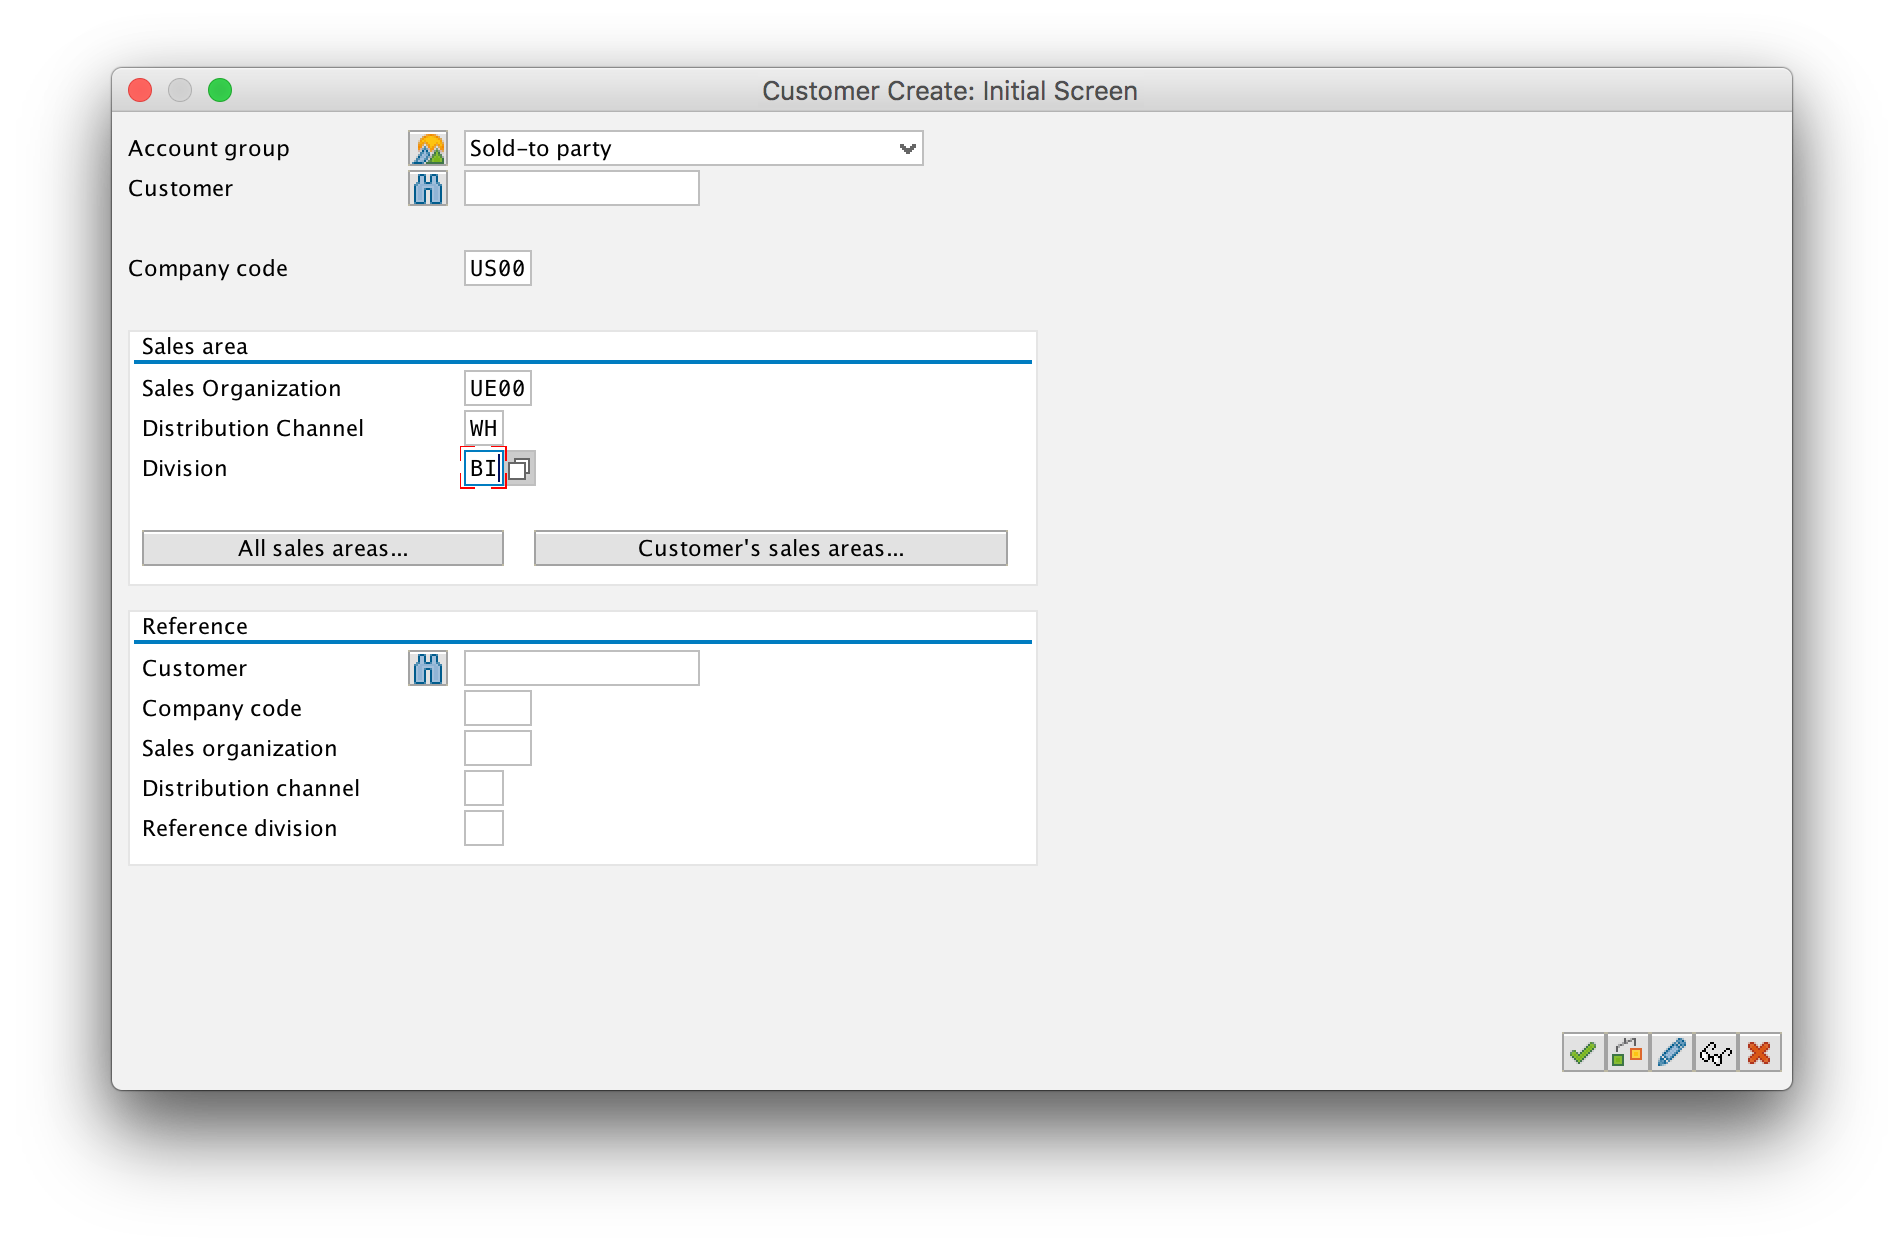 Customer Create: Initial Screen
Account group Sold-to party
Customer
Company code US00
Sales area
Sales Organization UE00
Distribution Channel WH
Division BI
All sales areas... Customer's sales areas...
Reference
Customer
Company code
Sales organization
Distribution channel
Reference division